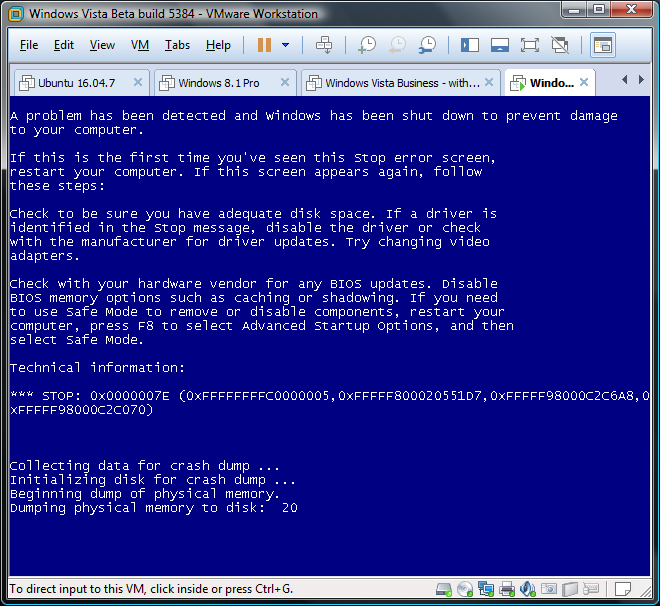 Windows Vista Beta build 5384 - VMware Workstation
File Edit View VM Tabs Help
Ubuntu 16.04.7 Windows 8.1 Pro Windows Vista Business - with... Windo...
A problem has been detected and Windows has been shut down to prevent damage
to your computer.
If this is the first time you've seen this Stop error screen,
restart your computer. If this screen appears again, follow
these steps:
Check to be sure you have adequate disk space. If a driver is
identified in the Stop message, disable the driver or check
with the manufacturer for driver updates. Try changing video
adapters.
Check with your hardware vendor for any BIOS updates. Disable
BIOS memory options such as caching or shadowing. If you need
to use Safe Mode to remove or disable components, restart your
computer, press F8 to select Advanced Startup Options, and then
select Safe Mode.
Technical information:
*** STOP: 0x0000007E (0xFFFFFFFFC0000005,0xFFFFF800020551D7,0xFFFFF98000C2C6A8,0
xFFFFF98000C2C070)
Collecting data for crash dump ...
Initializing disk for crash dump ...
Beginning dump of physical memory.
Dumping physical memory to disk: 20
To direct input to this VM, click inside or press Ctrl+G.